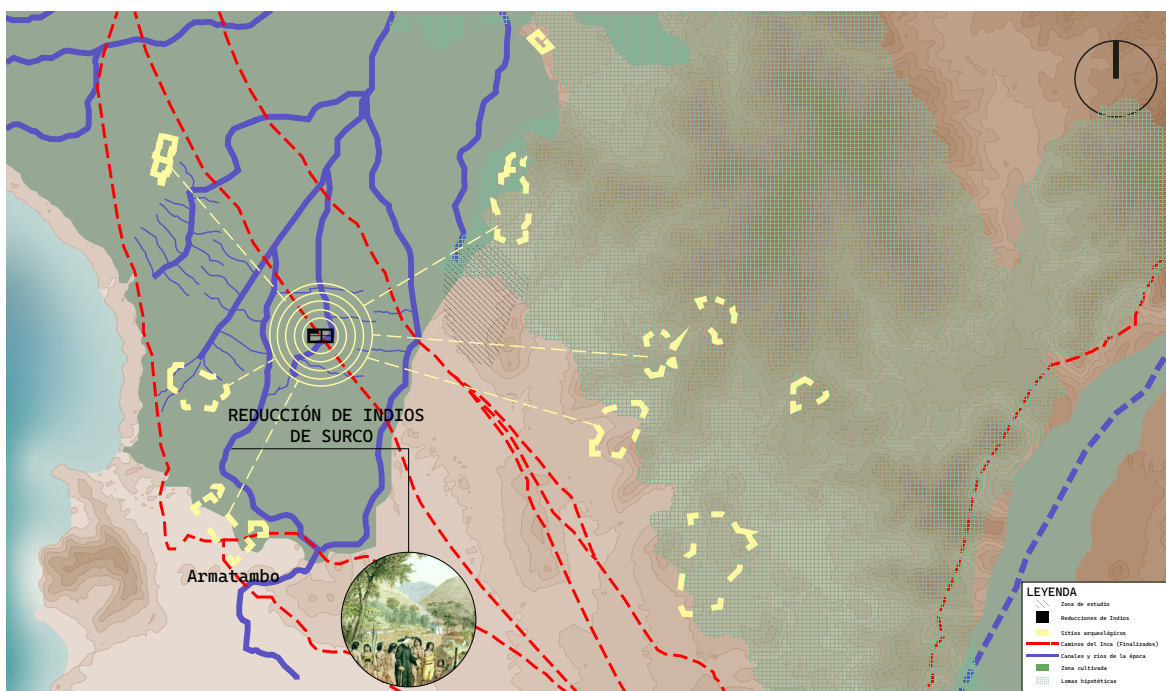 REDUCCIÓN DE INDIOS
DE SURCO
Armatambo
LEYENDA
Zona de estudio
Reducciones de Indios
Sitios arqueológicos
Caminos del Inca (Finalizados)
Canales y ríos de la época
Zona cultivada
Lomas hipotéticas